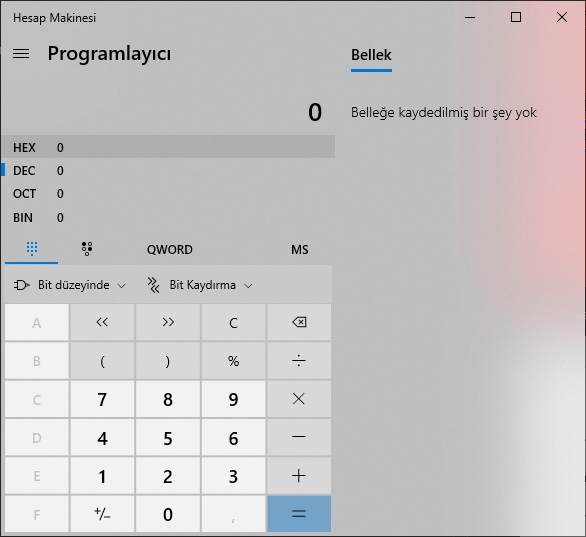 Hesap Makinesi
Programlayıcı
Bellek
0
Belleğe kaydedilmiş bir şey yok
HEX 0
DEC 0
OCT 0
BIN 0
QWORD MS
Bit düzeyinde Bit Kaydırma
A << >> C
B ( ) % ÷
C 7 8 9 ×
D 4 5 6 −
E 1 2 3 +
F +/− 0 , =